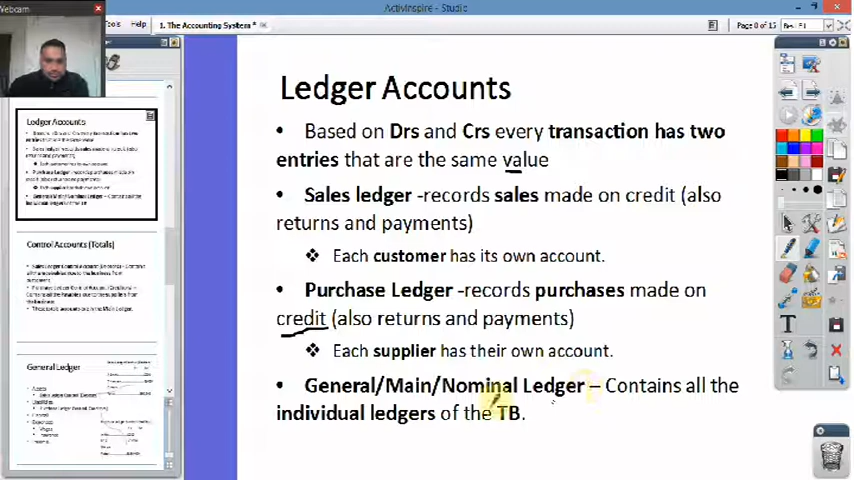 ActivInspire - Studio
Webcam
Tools Help
1. The Accounting System *
Page 8 of 15
Best Fit
Ledger Accounts
• Based on Drs and Crs every transaction has two
entries that are the same value
• Sales ledger -records sales made on credit (also
returns and payments)
❖ Each customer has its own account.
• Purchase Ledger -records purchases made on
credit (also returns and payments)
❖ Each supplier has their own account.
• General/Main/Nominal Ledger – Contains all the
individual ledgers of the TB.
Ledger Accounts
Control Accounts (Totals)
General Ledger
T